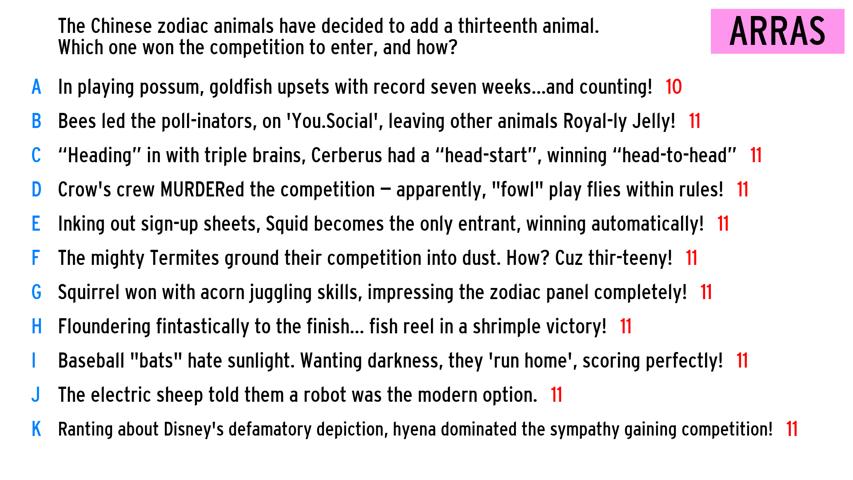 The Chinese zodiac animals have decided to add a thirteenth animal.
Which one won the competition to enter, and how?
ARRAS
A In playing possum, goldfish upsets with record seven weeks...and counting! 10
B Bees led the poll-inators, on 'You.Social', leaving other animals Royal-ly Jelly! 11
C “Heading” in with triple brains, Cerberus had a “head-start”, winning “head-to-head” 11
D Crow's crew MURDERed the competition – apparently, "fowl" play flies within rules! 11
E Inking out sign-up sheets, Squid becomes the only entrant, winning automatically! 11
F The mighty Termites ground their competition into dust. How? Cuz thir-teeny! 11
G Squirrel won with acorn juggling skills, impressing the zodiac panel completely! 11
H Floundering fintastically to the finish... fish reel in a shrimple victory! 11
I Baseball "bats" hate sunlight. Wanting darkness, they 'run home', scoring perfectly! 11
J The electric sheep told them a robot was the modern option. 11
K Ranting about Disney's defamatory depiction, hyena dominated the sympathy gaining competition! 11